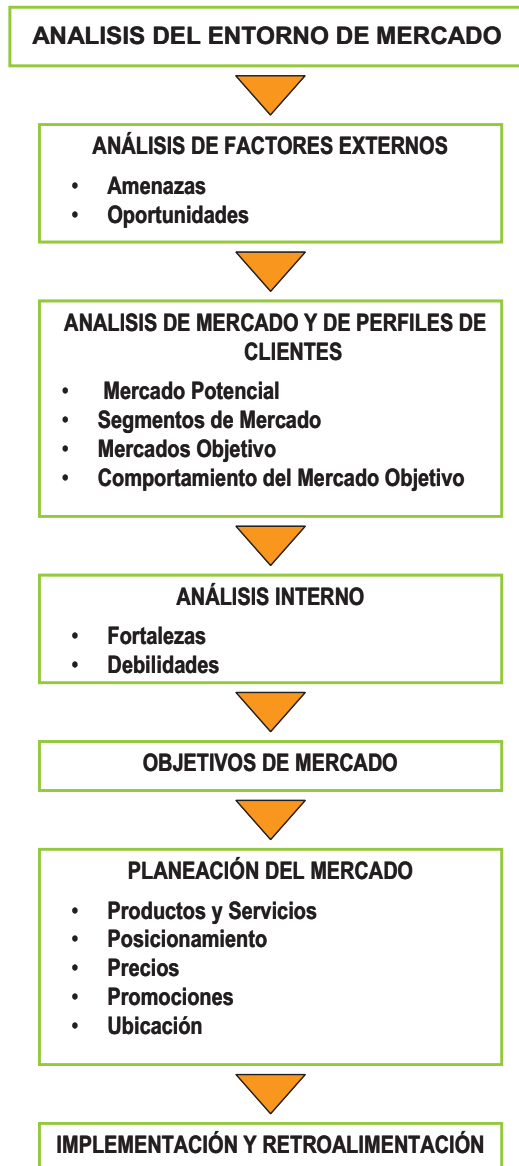 ANALISIS DEL ENTORNO DE MERCADO
ANÁLISIS DE FACTORES EXTERNOS
• Amenazas
• Oportunidades
ANALISIS DE MERCADO Y DE PERFILES DE
CLIENTES
• Mercado Potencial
• Segmentos de Mercado
• Mercados Objetivo
• Comportamiento del Mercado Objetivo
ANÁLISIS INTERNO
• Fortalezas
• Debilidades
OBJETIVOS DE MERCADO
PLANEACIÓN DEL MERCADO
• Productos y Servicios
• Posicionamiento
• Precios
• Promociones
• Ubicación
IMPLEMENTACIÓN Y RETROALIMENTACIÓN